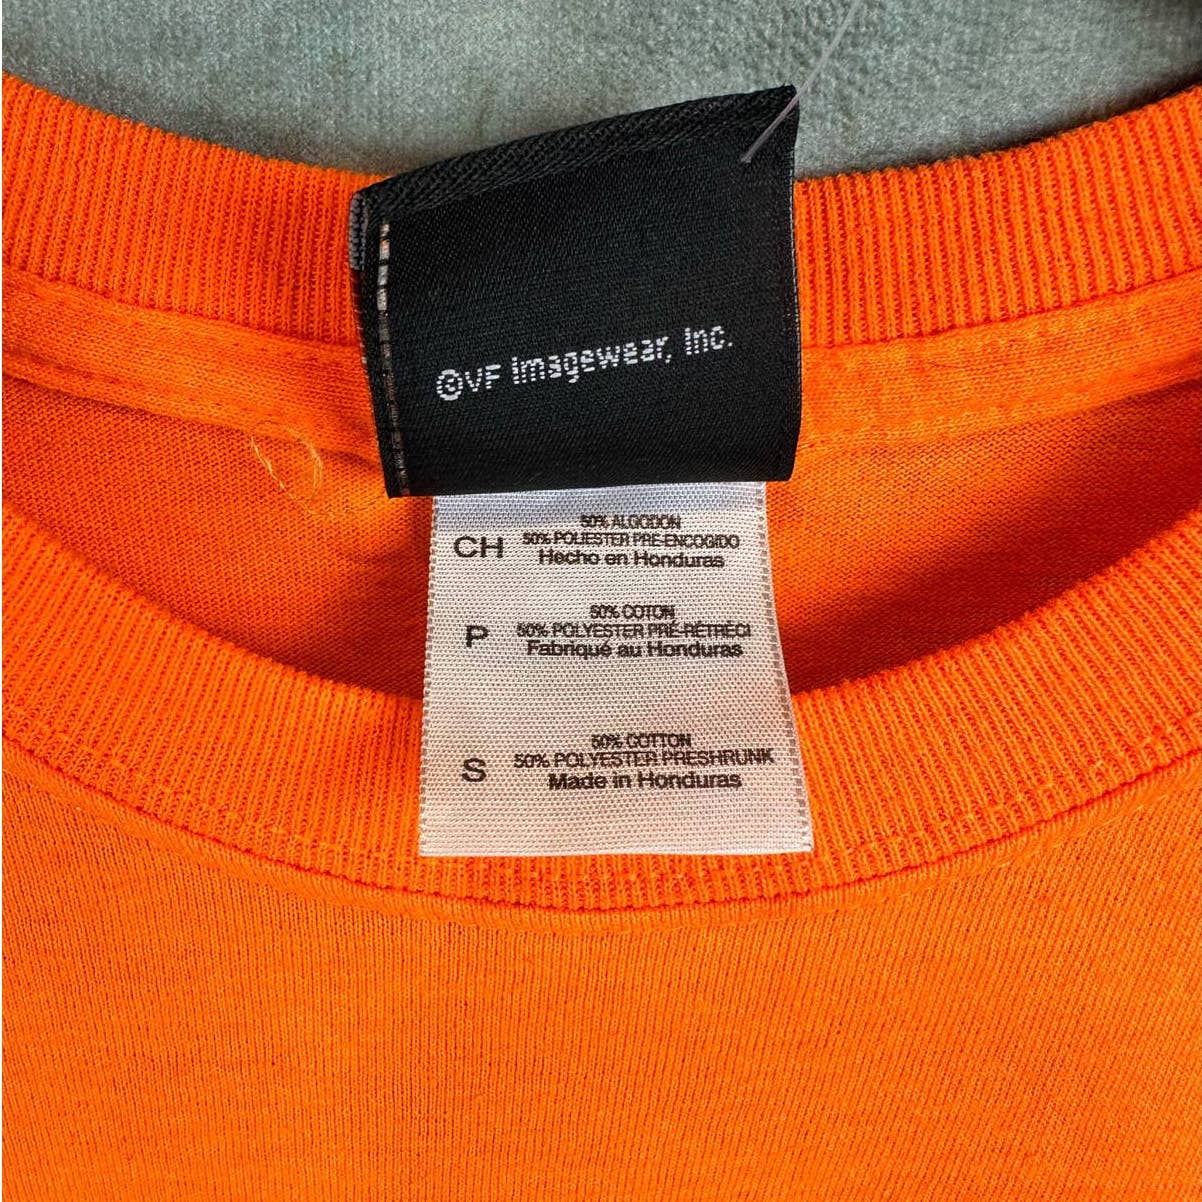 ©VF Imagewear, Inc.
50% ALGODON
CH 50% POLIESTER PRE-ENCOGIDO
Hecho en Honduras
50% COTON
P 50% POLYESTER PRÉ-RÉTRÉCI
Fabriqué au Honduras
50% COTTON
S 50% POLYESTER PRESHRUNK
Made in Honduras